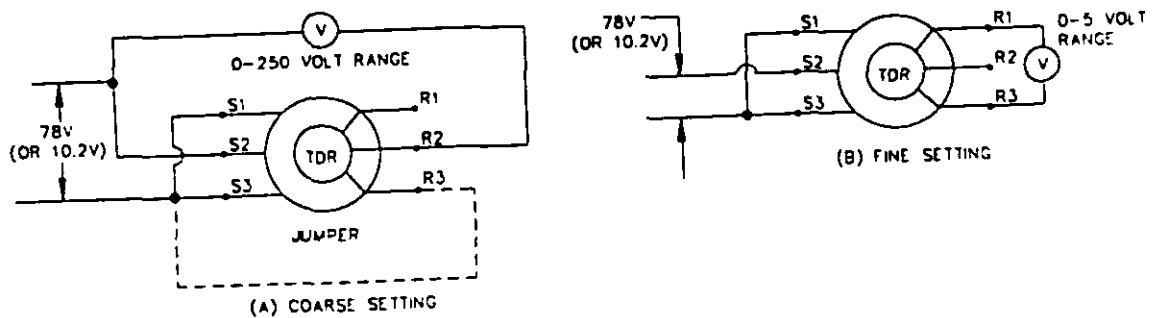 V
0-250 VOLT RANGE
78V
(OR 10.2V)
S1
S2
S3
TDR
R1
R2
R3
JUMPER
(A) COARSE SETTING
78V
(OR 10.2V)
S1
S2
S3
TDR
R1
R2
R3
0-5 VOLT
RANGE
V
(B) FINE SETTING